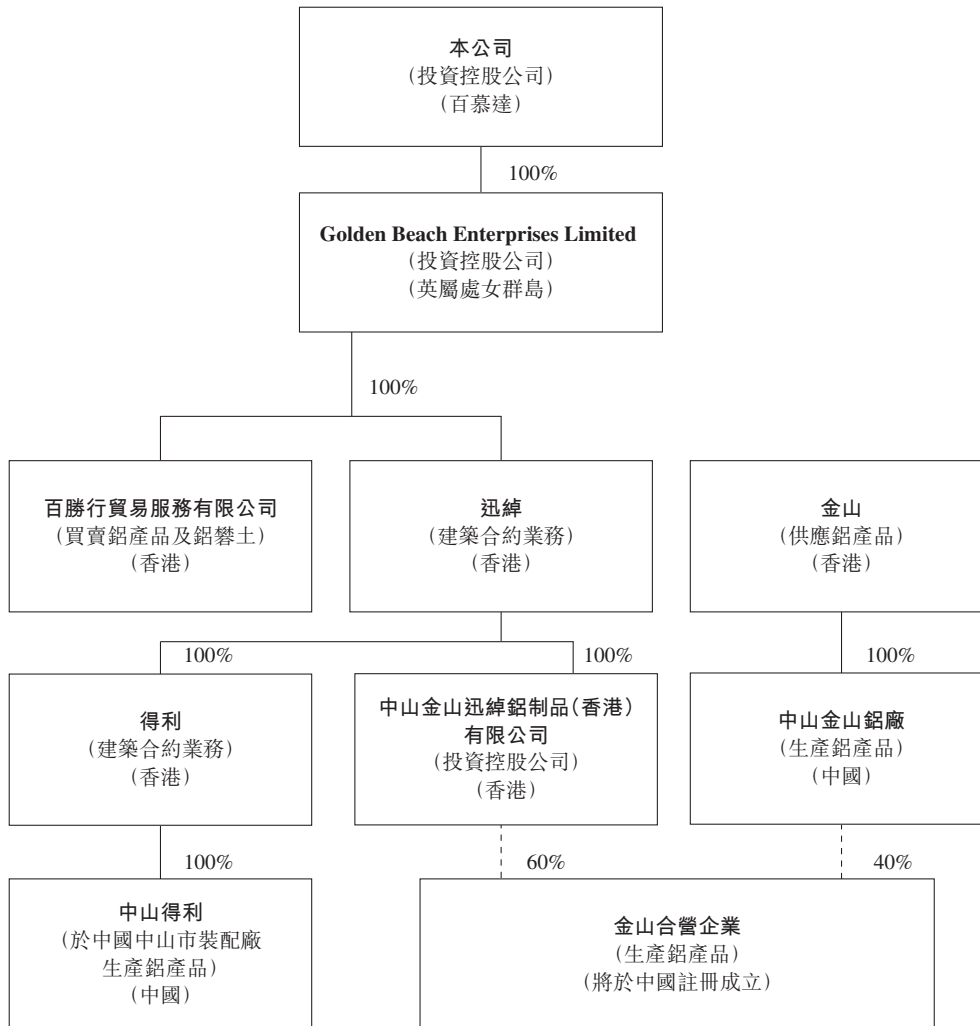 本公司
(投資控股公司)
(百慕達)
100%
Golden Beach Enterprises Limited
(投資控股公司)
(英屬處女群島)
100%
百勝行貿易服務有限公司
(買賣鋁產品及鋁礬土)
(香港)
迅綽
(建築合約業務)
(香港)
金山
(供應鋁產品)
(香港)
100%
100%
100%
得利
(建築合約業務)
(香港)
中山金山迅綽鋁制品(香港)
有限公司
(投資控股公司)
(香港)
中山金山鋁廠
(生產鋁產品)
(中國)
100%
60%
40%
中山得利
(於中國中山市裝配廠
生產鋁產品)
(中國)
金山合營企業
(生產鋁產品)
(將於中國註冊成立)